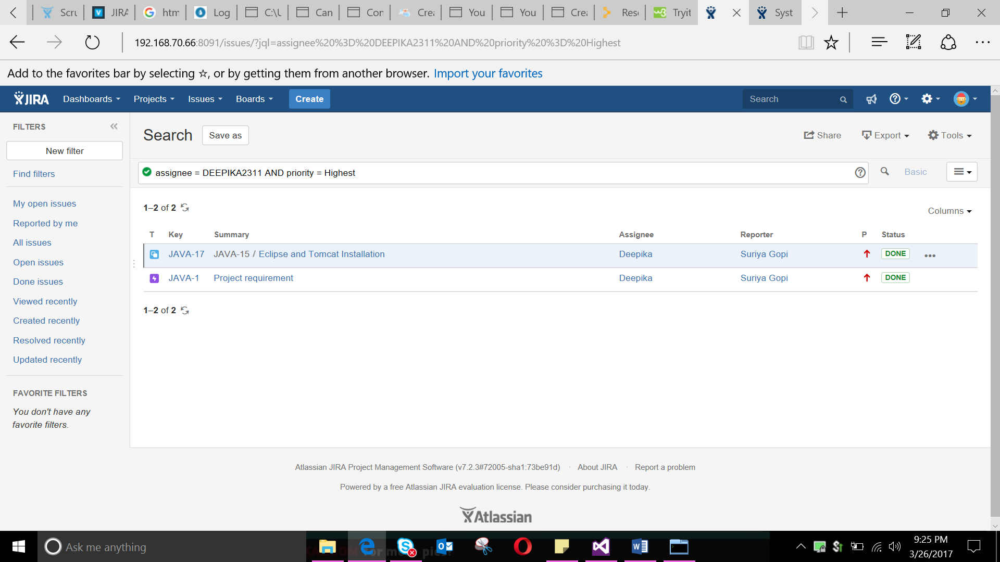 Scru JIRA htm Log C:\U Can Con Crea You You Crea Rese Tryit Syst
192.168.70.66:8091/issues/?jql=assignee%20%3D%20DEEPIKA2311%20AND%20priority%20%3D%20Highest
Add to the favorites bar by selecting ☆, or by getting them from another browser. Import your favorites
JIRA Dashboards Projects Issues Boards Create Search
FILTERS
New filter
Find filters
My open issues
Reported by me
All issues
Open issues
Done issues
Viewed recently
Created recently
Resolved recently
Updated recently
FAVORITE FILTERS
You don't have any
favorite filters.
Search Save as Share Export Tools
assignee = DEEPIKA2311 AND priority = Highest Basic
1–2 of 2
Columns
T Key Summary Assignee Reporter P Status
JAVA-17 JAVA-15 / Eclipse and Tomcat Installation Deepika Suriya Gopi DONE
JAVA-1 Project requirement Deepika Suriya Gopi DONE
1–2 of 2
Atlassian JIRA Project Management Software (v7.2.3#72005-sha1:73be91d) · About JIRA · Report a problem
Powered by a free Atlassian JIRA evaluation license. Please consider purchasing it today.
Atlassian
Ask me anything
9:25 PM
3/26/2017